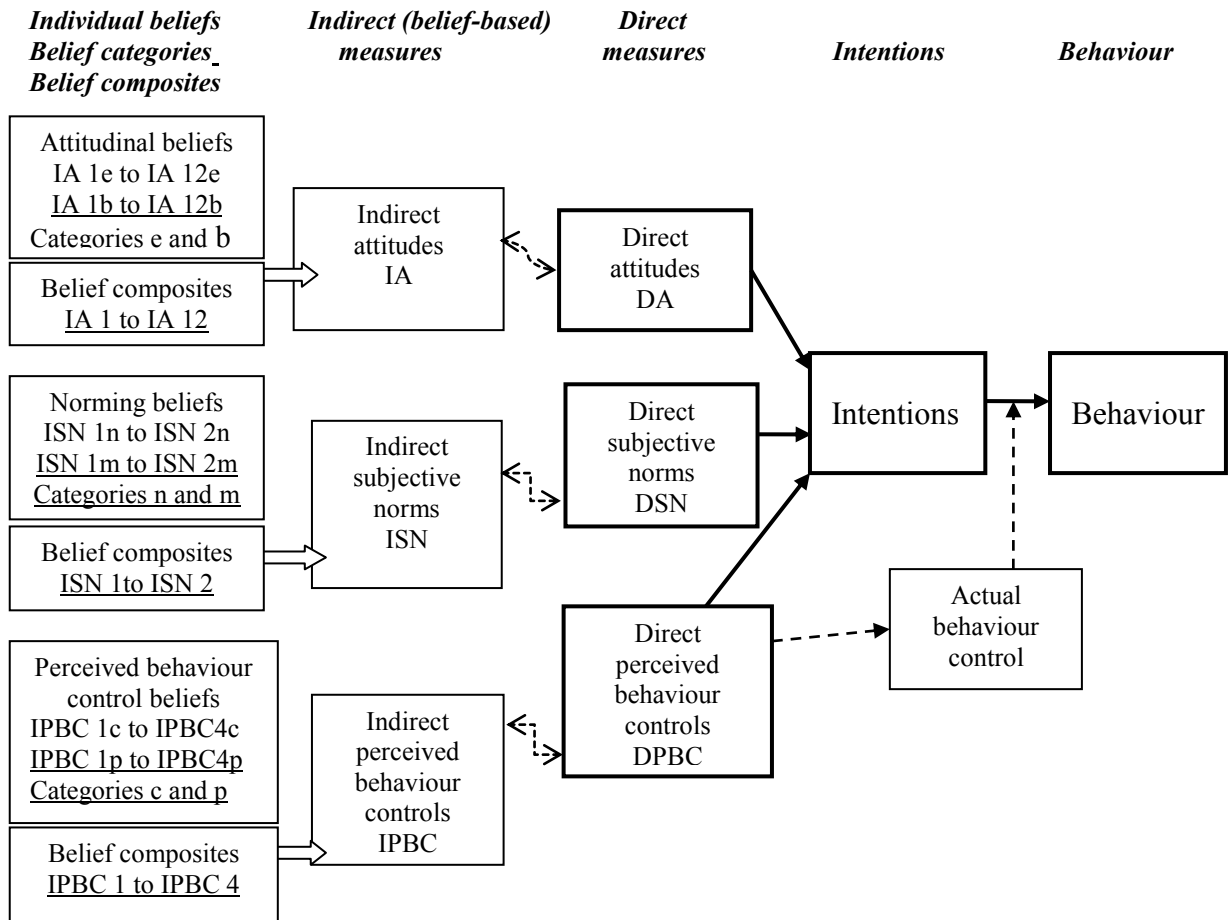 Individual beliefs
Belief categories
Belief composites
Indirect (belief-based)
measures
Direct
measures
Intentions
Behaviour
Attitudinal beliefs
IA 1e to IA 12e
IA 1b to IA 12b
Categories e and b
Belief composites
IA 1 to IA 12
Indirect
attitudes
IA
Direct
attitudes
DA
Norming beliefs
ISN 1n to ISN 2n
ISN 1m to ISN 2m
Categories n and m
Belief composites
ISN 1to ISN 2
Indirect
subjective
norms
ISN
Direct
subjective
norms
DSN
Intentions
Behaviour
Perceived behaviour
control beliefs
IPBC 1c to IPBC4c
IPBC 1p to IPBC4p
Categories c and p
Belief composites
IPBC 1 to IPBC 4
Indirect
perceived
behaviour
controls
IPBC
Direct
perceived
behaviour
controls
DPBC
Actual
behaviour
control